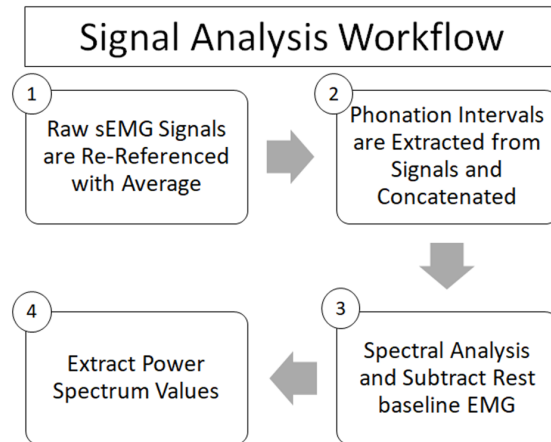 Signal Analysis Workflow
1
Raw sEMG Signals
are Re-Referenced
with Average
2
Phonation Intervals
are Extracted from
Signals and
Concatenated
3
Spectral Analysis
and Subtract Rest
baseline EMG
4
Extract Power
Spectrum Values